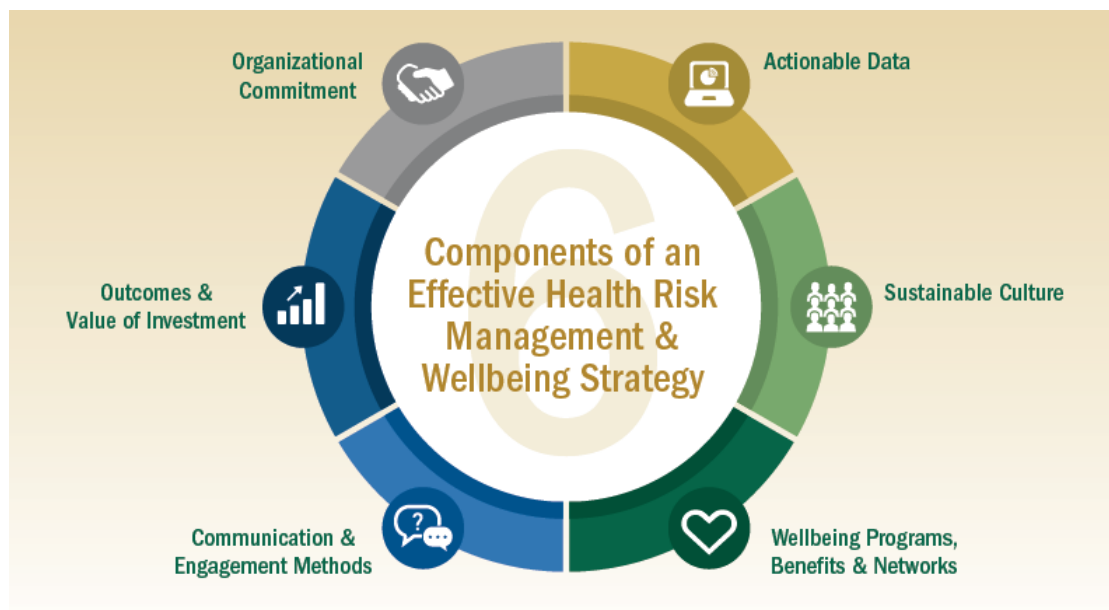 Organizational
Commitment
Actionable Data
6
Components of an
Effective Health Risk
Management &
Wellbeing Strategy
Outcomes &
Value of Investment
Sustainable Culture
?
Communication &
Engagement Methods
Wellbeing Programs,
Benefits & Networks